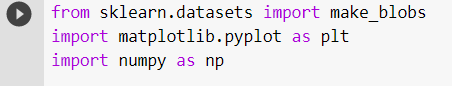 from sklearn.datasets import make_blobs
import matplotlib.pyplot as plt
import numpy as np